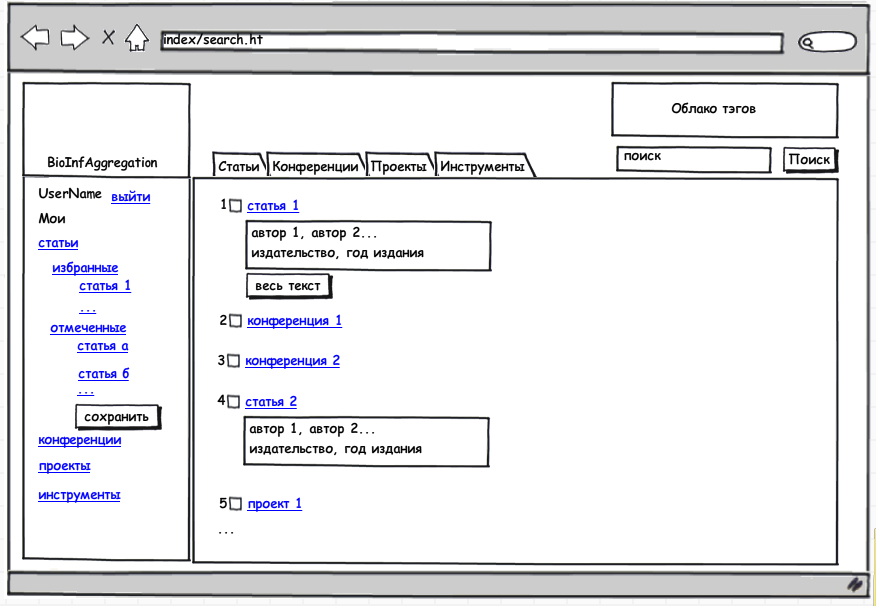 index/search.ht
Облако тэгов
BioInfAggregation
Статьи
Конференции
Проекты
Инструменты
поиск
Поиск
UserName выйти
Мои
статьи
избранные
статья 1
...
отмеченные
статья а
статья б
...
сохранить
конференции
проекты
инструменты
1 статья 1
автор 1, автор 2...
издательство, год издания
весь текст
2 конференция 1
3 конференция 2
4 статья 2
автор 1, автор 2...
издательство, год издания
5 проект 1
...